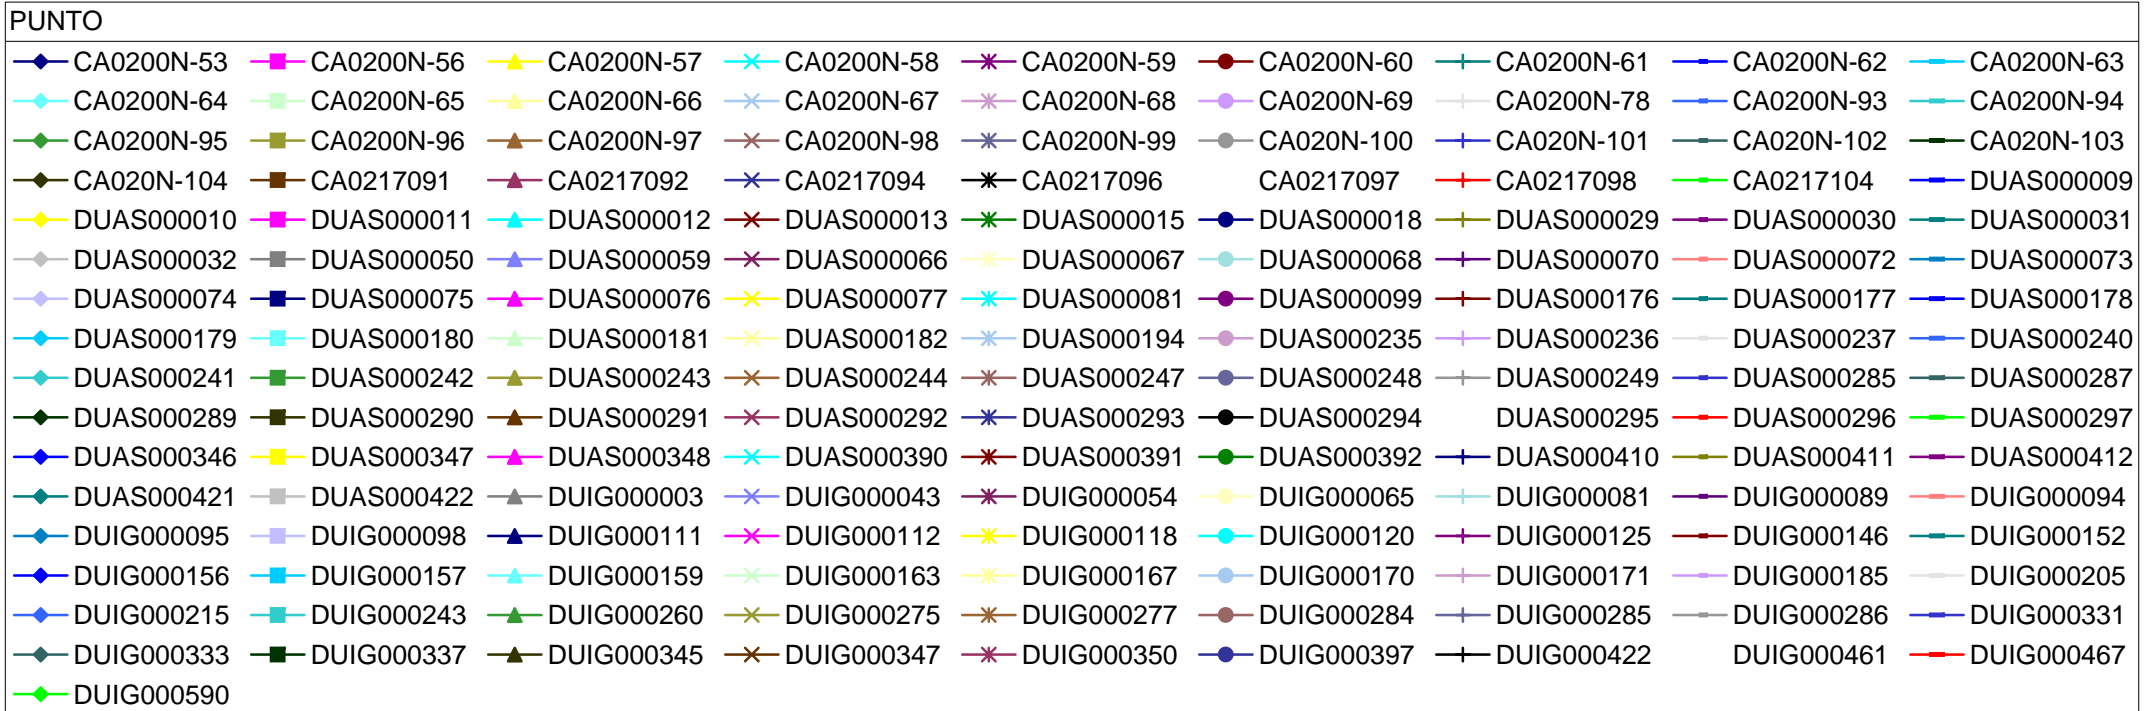 PUNTO
CA0200N-53 CA0200N-56 CA0200N-57 CA0200N-58 CA0200N-59 CA0200N-60 CA0200N-61 CA0200N-62 CA0200N-63
CA0200N-64 CA0200N-65 CA0200N-66 CA0200N-67 CA0200N-68 CA0200N-69 CA0200N-78 CA0200N-93 CA0200N-94
CA0200N-95 CA0200N-96 CA0200N-97 CA0200N-98 CA0200N-99 CA020N-100 CA020N-101 CA020N-102 CA020N-103
CA020N-104 CA0217091 CA0217092 CA0217094 CA0217096 CA0217097 CA0217098 CA0217104 DUAS000009
DUAS000010 DUAS000011 DUAS000012 DUAS000013 DUAS000015 DUAS000018 DUAS000029 DUAS000030 DUAS000031
DUAS000032 DUAS000050 DUAS000059 DUAS000066 DUAS000067 DUAS000068 DUAS000070 DUAS000072 DUAS000073
DUAS000074 DUAS000075 DUAS000076 DUAS000077 DUAS000081 DUAS000099 DUAS000176 DUAS000177 DUAS000178
DUAS000179 DUAS000180 DUAS000181 DUAS000182 DUAS000194 DUAS000235 DUAS000236 DUAS000237 DUAS000240
DUAS000241 DUAS000242 DUAS000243 DUAS000244 DUAS000247 DUAS000248 DUAS000249 DUAS000285 DUAS000287
DUAS000289 DUAS000290 DUAS000291 DUAS000292 DUAS000293 DUAS000294 DUAS000295 DUAS000296 DUAS000297
DUAS000346 DUAS000347 DUAS000348 DUAS000390 DUAS000391 DUAS000392 DUAS000410 DUAS000411 DUAS000412
DUAS000421 DUAS000422 DUIG000003 DUIG000043 DUIG000054 DUIG000065 DUIG000081 DUIG000089 DUIG000094
DUIG000095 DUIG000098 DUIG000111 DUIG000112 DUIG000118 DUIG000120 DUIG000125 DUIG000146 DUIG000152
DUIG000156 DUIG000157 DUIG000159 DUIG000163 DUIG000167 DUIG000170 DUIG000171 DUIG000185 DUIG000205
DUIG000215 DUIG000243 DUIG000260 DUIG000275 DUIG000277 DUIG000284 DUIG000285 DUIG000286 DUIG000331
DUIG000333 DUIG000337 DUIG000345 DUIG000347 DUIG000350 DUIG000397 DUIG000422 DUIG000461 DUIG000467
DUIG000590